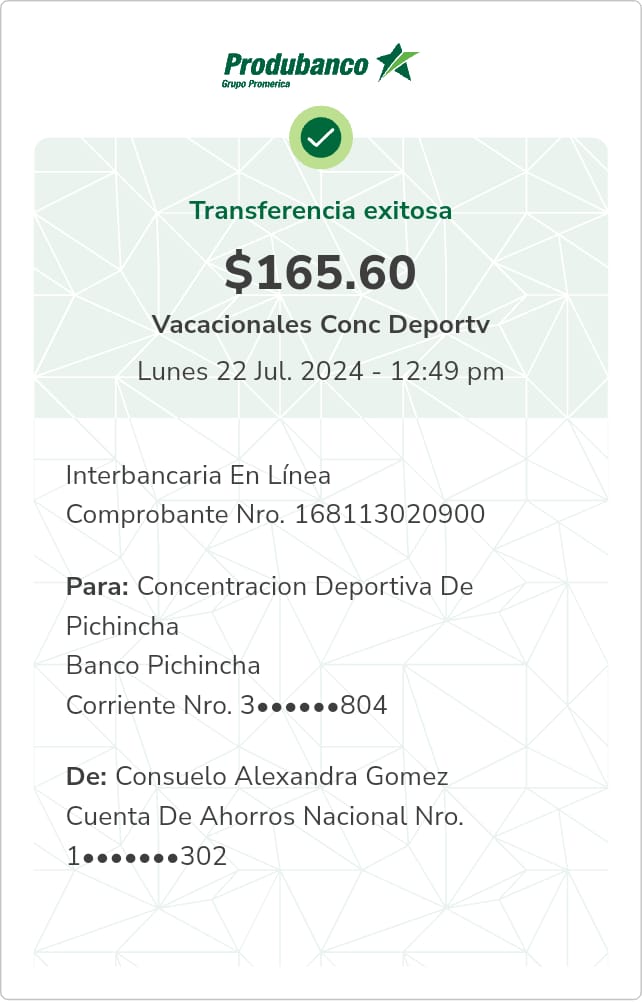 Produbanco
Grupo Promerica
Transferencia exitosa
$165.60
Vacacionales Conc Deportv
Lunes 22 Jul. 2024 - 12:49 pm
Interbancaria En Línea
Comprobante Nro. 168113020900
Para: Concentracion Deportiva De
Pichincha
Banco Pichincha
Corriente Nro. 3••••••804
De: Consuelo Alexandra Gomez
Cuenta De Ahorros Nacional Nro.
1•••••••302